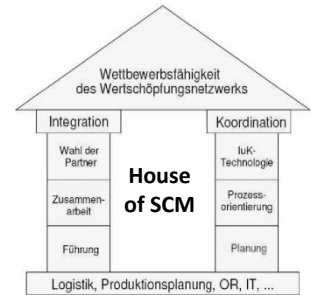 Wettbewerbsfähigkeit
des Wertschöpfungsnetzwerks
Integration
Koordination
Wahl der
Partner
Zusammen-
arbeit
Führung
House
of SCM
IuK-
Technologie
Prozess-
orientierung
Planung
Logistik, Produktionsplanung, OR, IT, ...